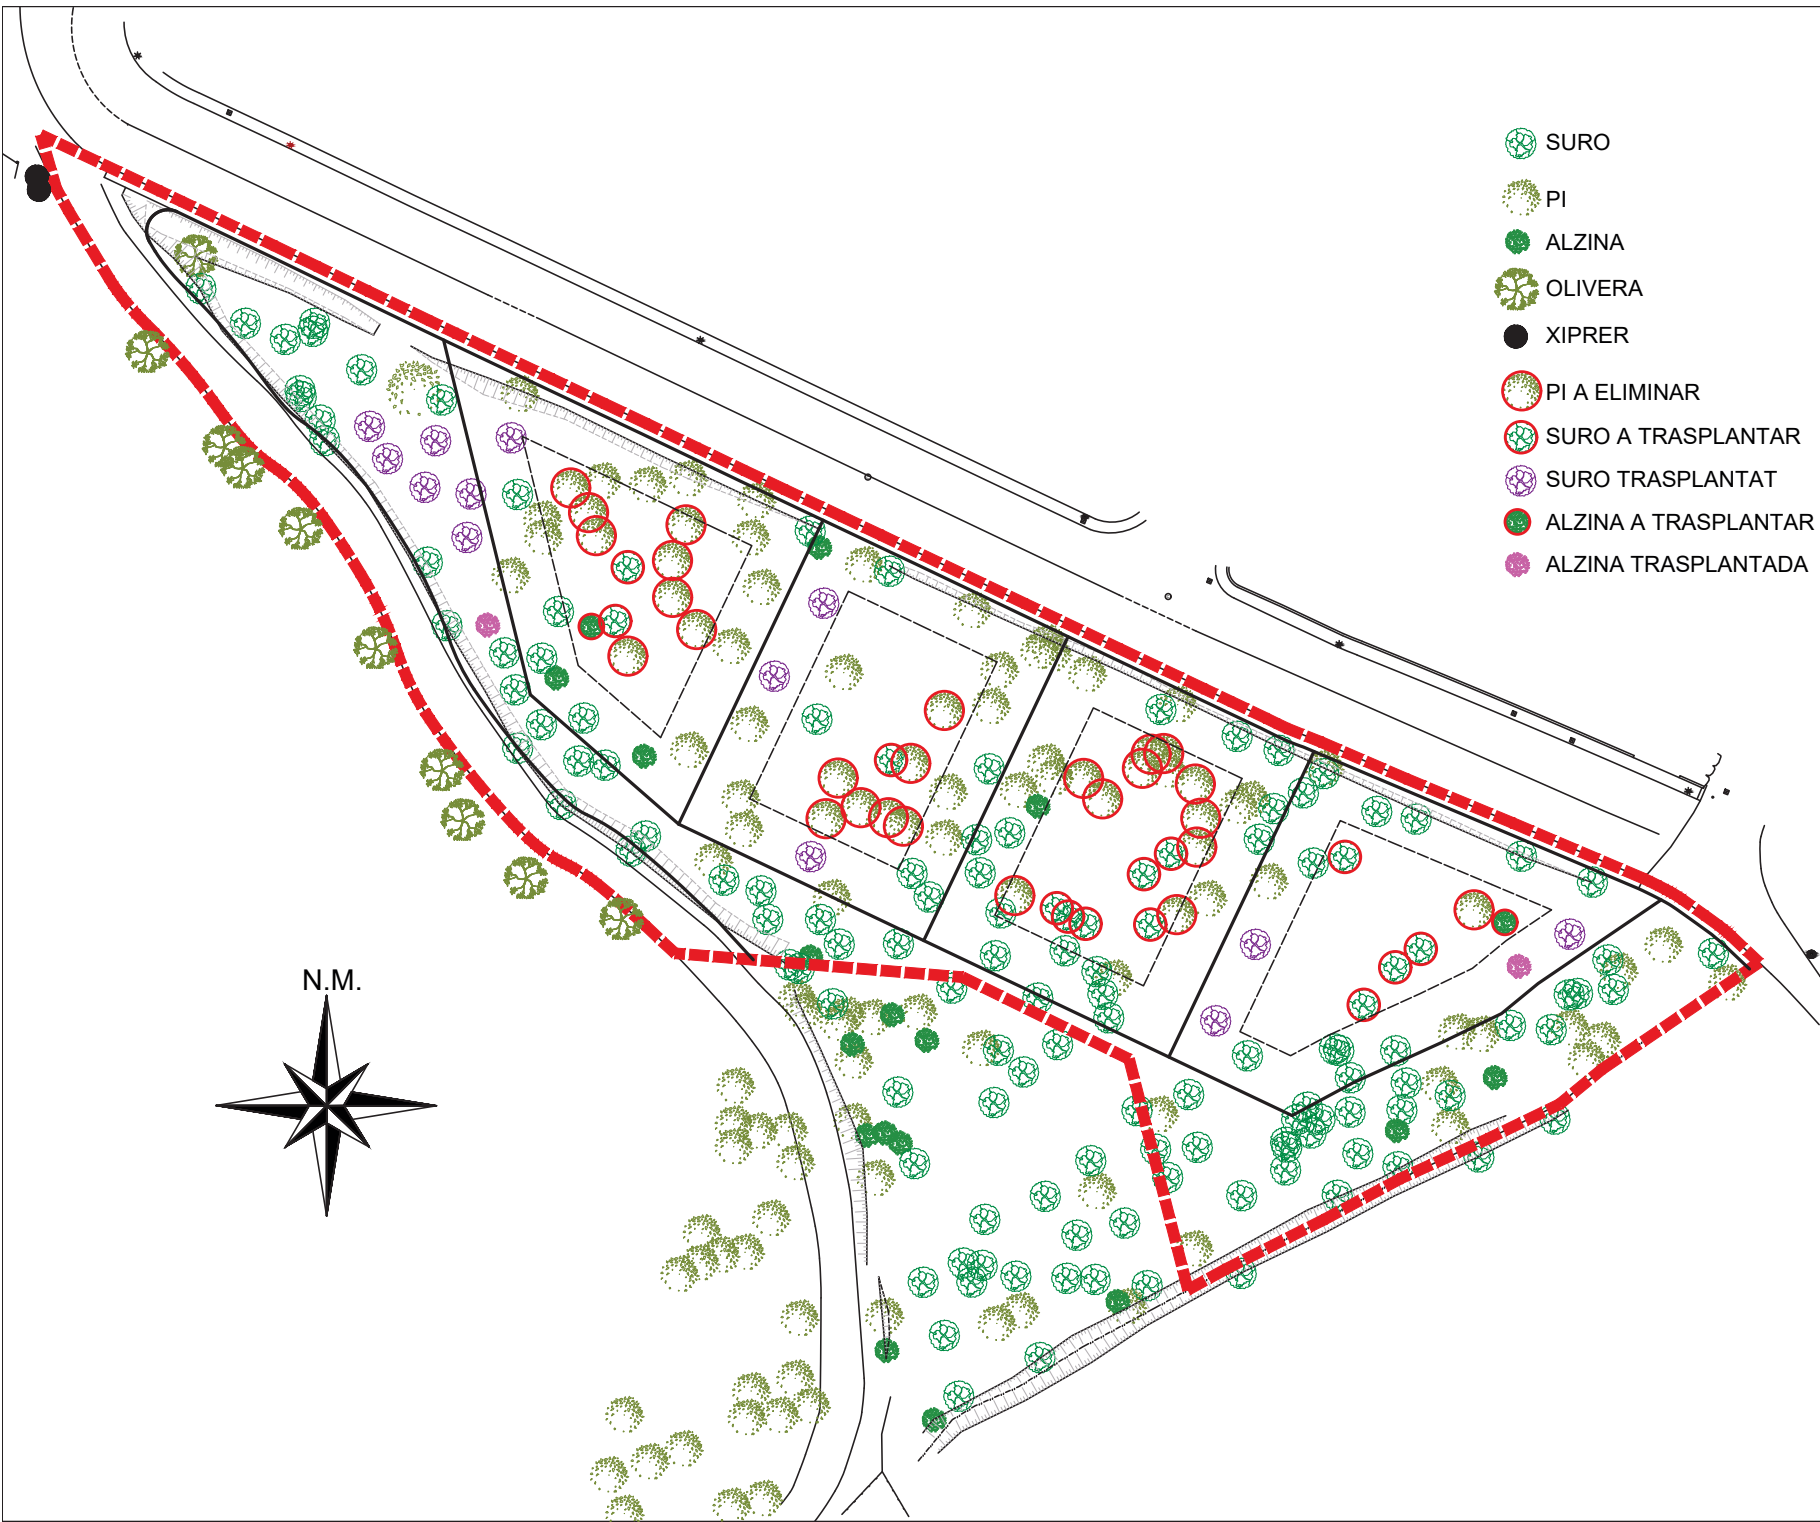 SURO
PI
ALZINA
OLIVERA
XIPRER
PI A ELIMINAR
SURO A TRASPLANTAR
SURO TRASPLANTAT
ALZINA A TRASPLANTAR
ALZINA TRASPLANTADA
N.M.